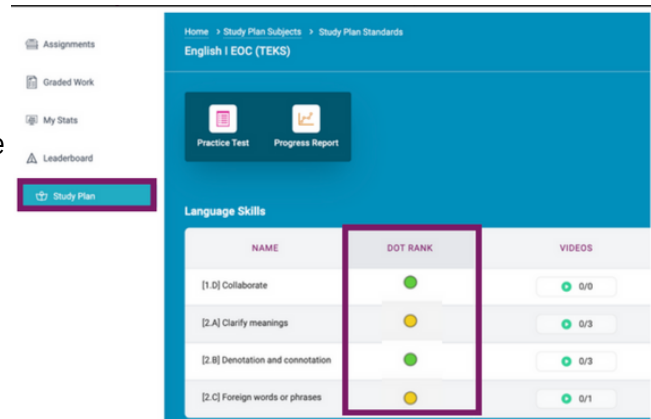 Assignments
Graded Work
My Stats
e
Leaderboard
Study Plan
Home > Study Plan Subjects > Study Plan Standards
English I EOC (TEKS)
Practice Test Progress Report
Language Skills
NAME DOT RANK VIDEOS
[1.D] Collaborate 0/0
[2.A] Clarify meanings 0/3
[2.B] Denotation and connotation 0/3
[2.C] Foreign words or phrases 0/1